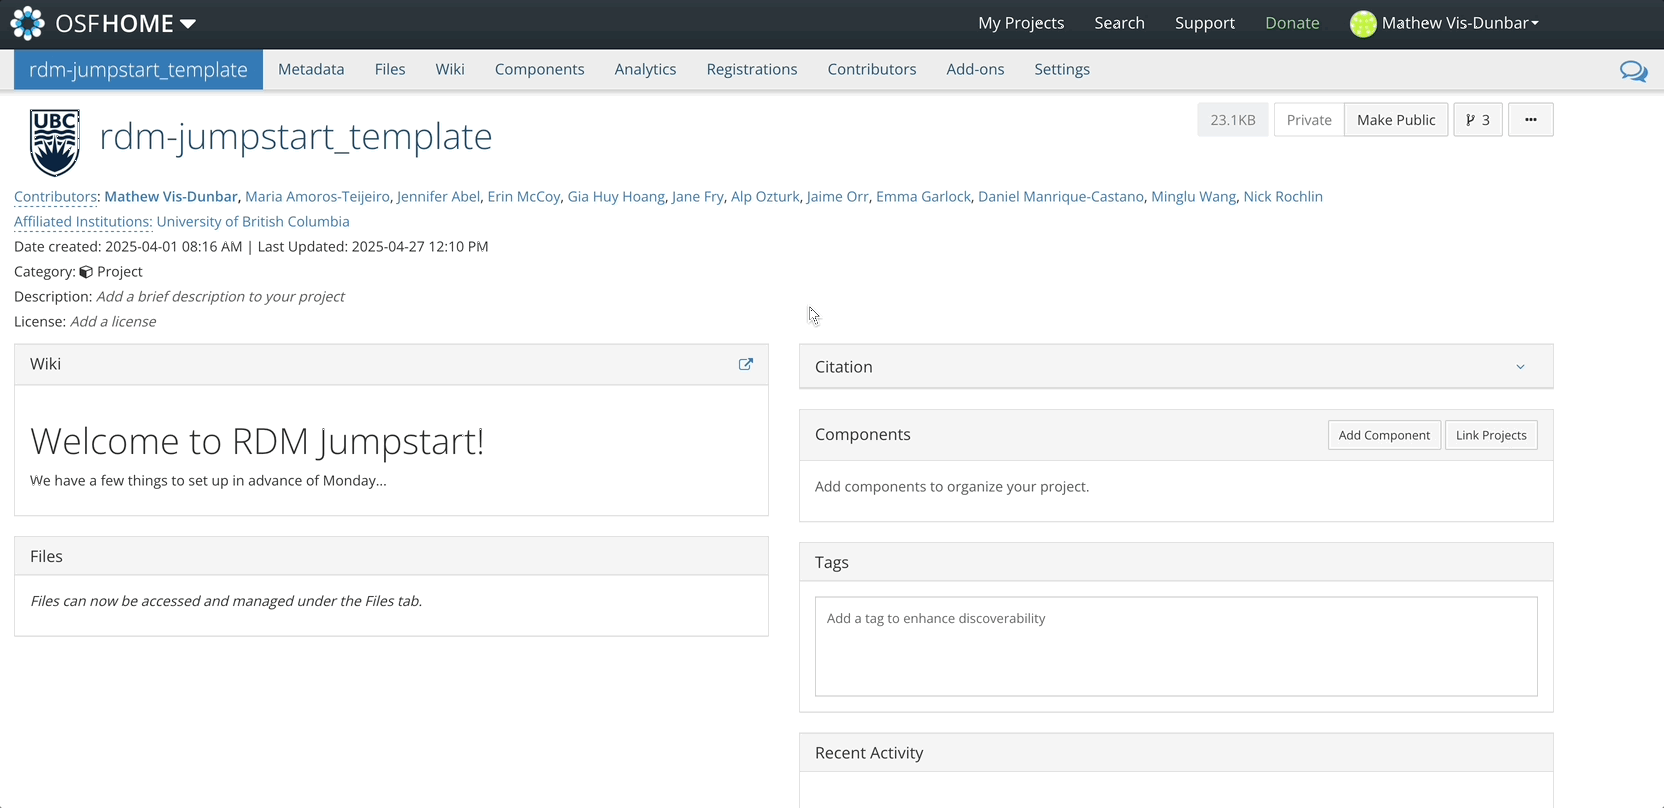 OSFHOME
My Projects Search Support Donate Mathew Vis-Dunbar
rdm-jumpstart_template Metadata Files Wiki Components Analytics Registrations Contributors Add-ons Settings
UBC
rdm-jumpstart_template
23.1KB Private Make Public 3 ...
Contributors: Mathew Vis-Dunbar, Maria Amoros-Teijeiro, Jennifer Abel, Erin McCoy, Gia Huy Hoang, Jane Fry, Alp Ozturk, Jaime Orr, Emma Garlock, Daniel Manrique-Castano, Minglu Wang, Nick Rochlin
Affiliated Institutions: University of British Columbia
Date created: 2025-04-01 08:16 AM | Last Updated: 2025-04-27 12:10 PM
Category: Project
Description: Add a brief description to your project
License: Add a license
Wiki
Welcome to RDM Jumpstart!
We have a few things to set up in advance of Monday...
Files
Files can now be accessed and managed under the Files tab.
Citation
Components
Add Component Link Projects
Add components to organize your project.
Tags
Add a tag to enhance discoverability
Recent Activity